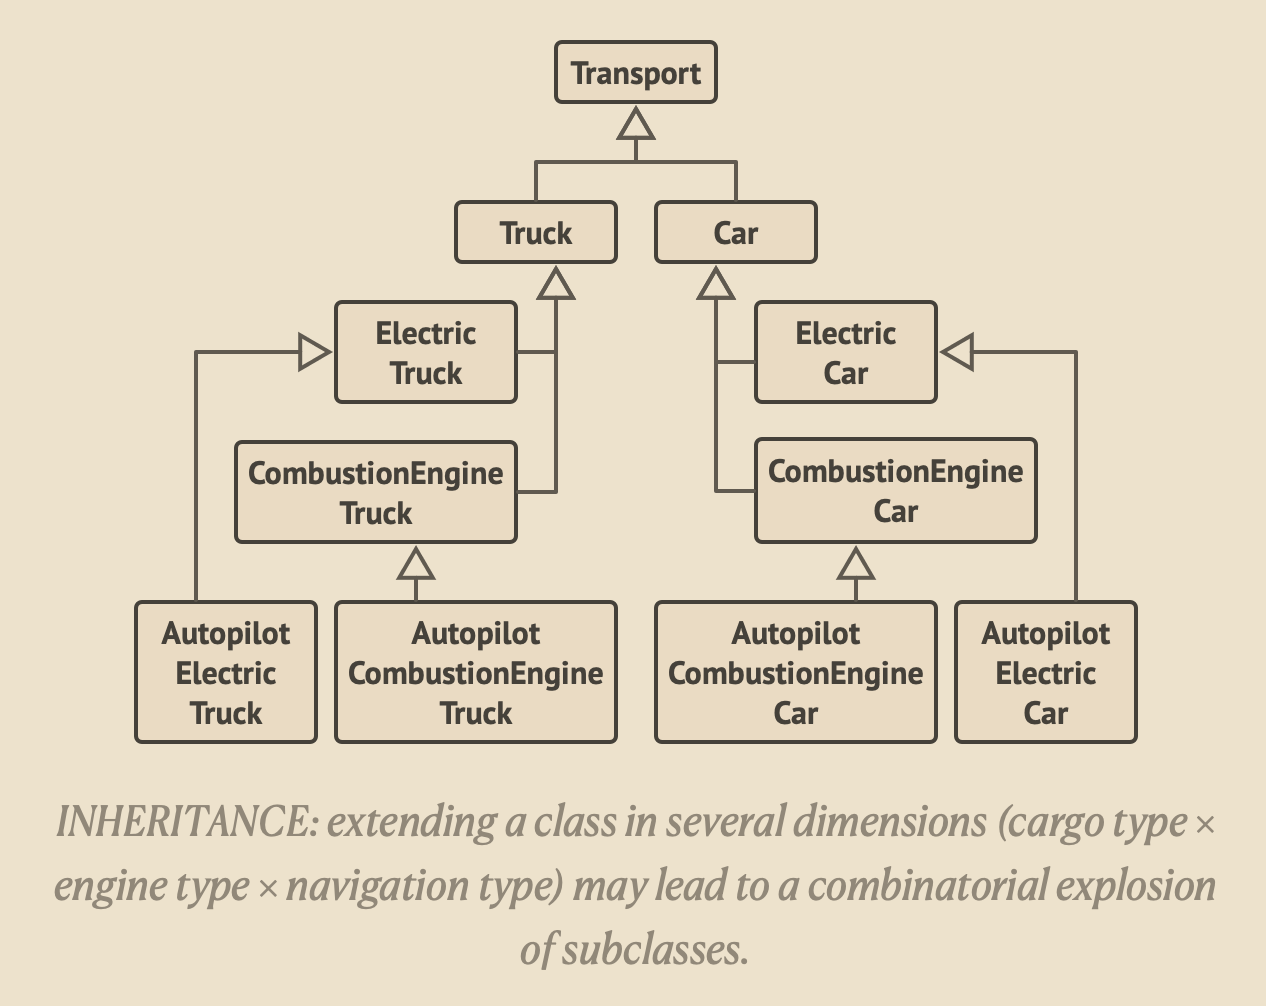 Transport
Truck
Car
Electric
Truck
Electric
Car
CombustionEngine
Truck
CombustionEngine
Car
Autopilot
Electric
Truck
Autopilot
CombustionEngine
Truck
Autopilot
CombustionEngine
Car
Autopilot
Electric
Car
INHERITANCE: extending a class in several dimensions (cargo type ×
engine type × navigation type) may lead to a combinatorial explosion
of subclasses.